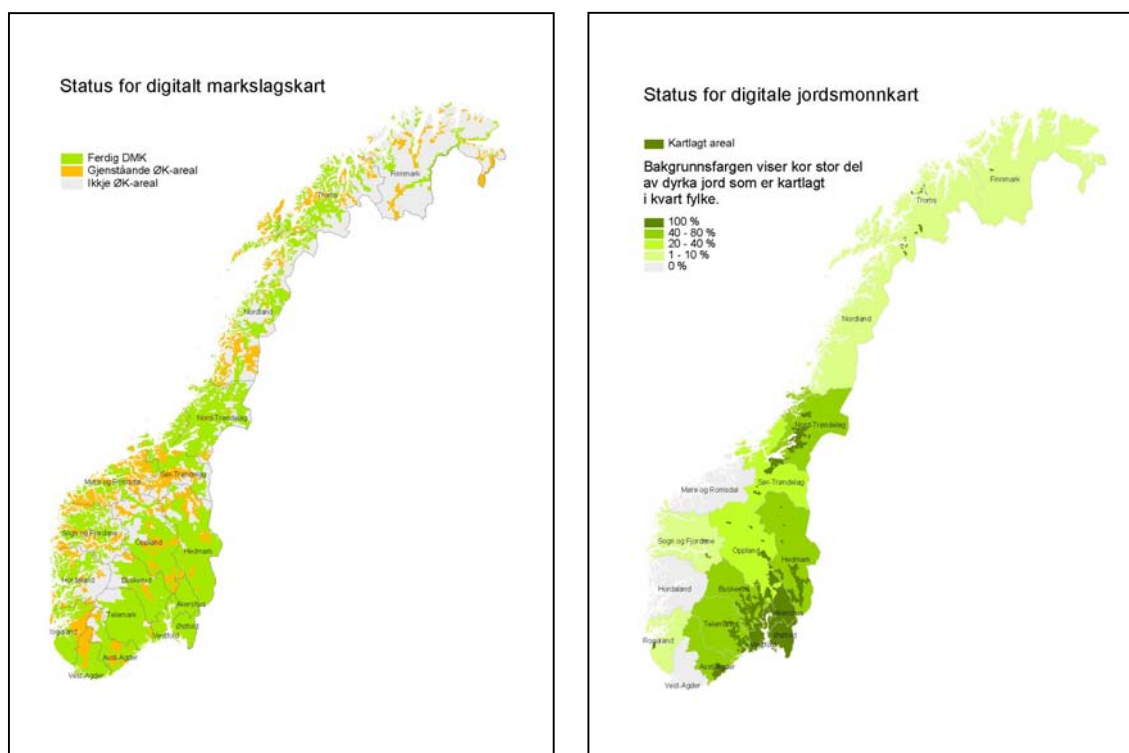 Status for digitalt markslagskart
Ferdig DMK
Gjenståande ØK-areal
Ikkje ØK-areal
Finnmark
Troms
Nordland
Nord-Trøndelag
Sør-Trøndelag
Møre og Romsdal
Sogn og Fjordane
Oppland
Hedmark
Hordaland
Buskerud
Akershus
Telemark
Østfold
Vestfold
Rogaland
Aust-Agder
Vest-Agder
Status for digitale jordsmonnkart
Kartlagt areal
Bakgrunnsfargen viser kor stor del
av dyrka jord som er kartlagt
i kvart fylke.
100 %
40 - 80 %
20 - 40 %
1 - 10 %
0 %
Finnmark
Troms
Nordland
Nord-Trøndelag
Sør-Trøndelag
Møre og Romsdal
Sogn og Fjordane
Oppland
Hedmark
Hordaland
Buskerud
Akershus
Telemark
Østfold
Vestfold
Rogaland
Aust-Agder
Vest-Agder